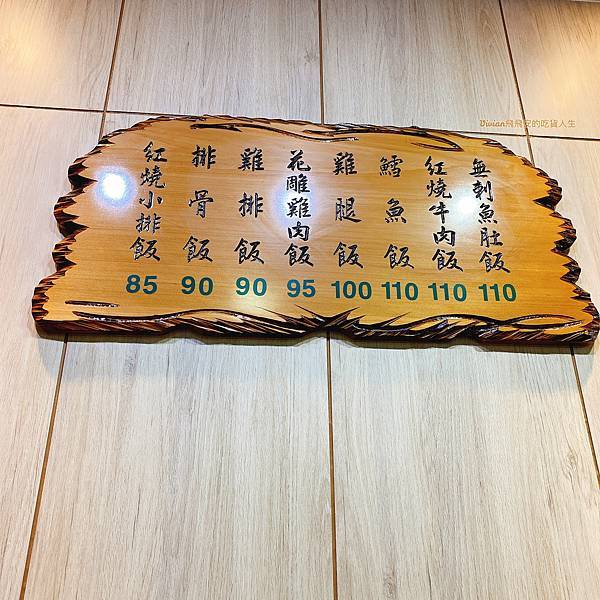 Vivian飛飛安的吃貨人生
無刺魚肚飯 110
紅燒牛肉飯 110
鱈魚飯 110
雞腿飯 100
花雕雞肉飯 95
雞排飯 90
排骨飯 90
紅燒小排飯 85